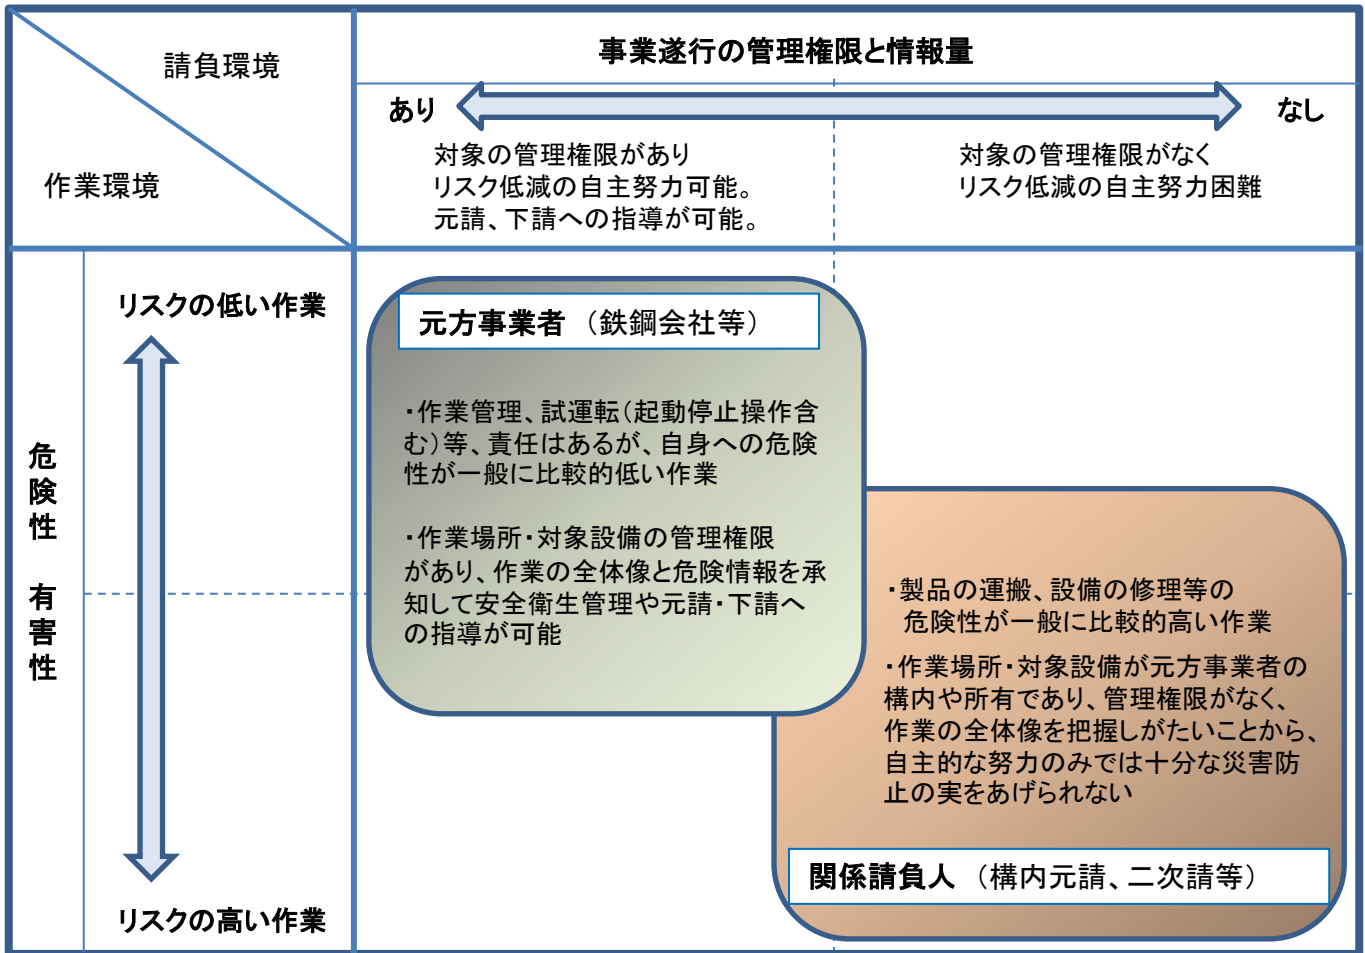 請負環境
作業環境
事業遂行の管理権限と情報量
あり
なし
対象の管理権限があり
リスク低減の自主努力可能。
元請、下請への指導が可能。
対象の管理権限がなく
リスク低減の自主努力困難
危険性 有害性
リスクの低い作業
リスクの高い作業
元方事業者 （鉄鋼会社等）
・作業管理、試運転（起動停止操作含
む）等、責任はあるが、自身への危険
性が一般に比較的低い作業
・作業場所・対象設備の管理権限
があり、作業の全体像と危険情報を承
知して安全衛生管理や元請・下請へ
の指導が可能
・製品の運搬、設備の修理等の
危険性が一般に比較的高い作業
・作業場所・対象設備が元方事業者の
構内や所有であり、管理権限がなく、
作業の全体像を把握しがたいことから、
自主的な努力のみでは十分な災害防
止の実をあげられない
関係請負人 （構内元請、二次請等）